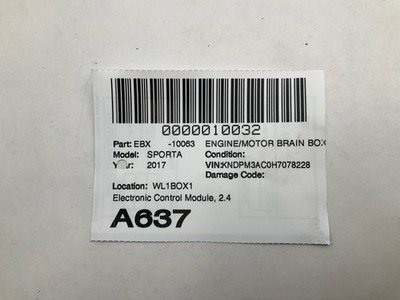 0000010032
Part: EBX -10063 ENGINE/MOTOR BRAIN BOX
Model: SPORTA Condition:
Year: 2017 VIN:KNDPM3AC0H7078228
Damage Code:
Location: WL1BOX1
Electronic Control Module, 2.4
A637